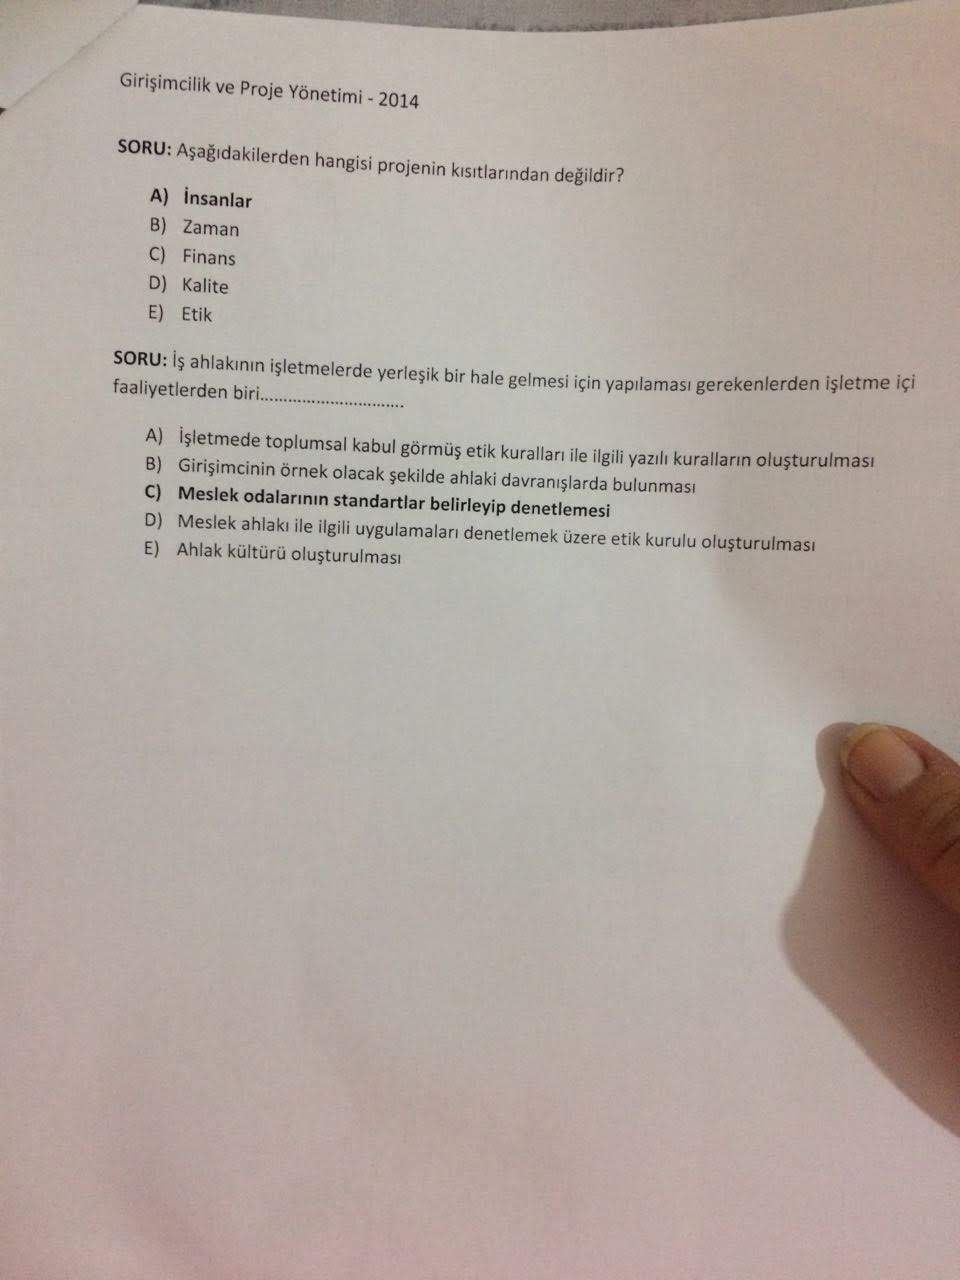 Girişimcilik ve Proje Yönetimi - 2014
SORU: Aşağıdakilerden hangisi projenin kısıtlarından değildir?
A) İnsanlar
B) Zaman
C) Finans
D) Kalite
E) Etik
SORU: İş ahlakının işletmelerde yerleşik bir hale gelmesi için yapılaması gerekenlerden işletme içi
faaliyetlerden biri...............................
A) İşletmede toplumsal kabul görmüş etik kuralları ile ilgili yazılı kuralların oluşturulması
B) Girişimcinin örnek olacak şekilde ahlaki davranışlarda bulunması
C) Meslek odalarının standartlar belirleyip denetlemesi
D) Meslek ahlakı ile ilgili uygulamaları denetlemek üzere etik kurulu oluşturulması
E) Ahlak kültürü oluşturulması